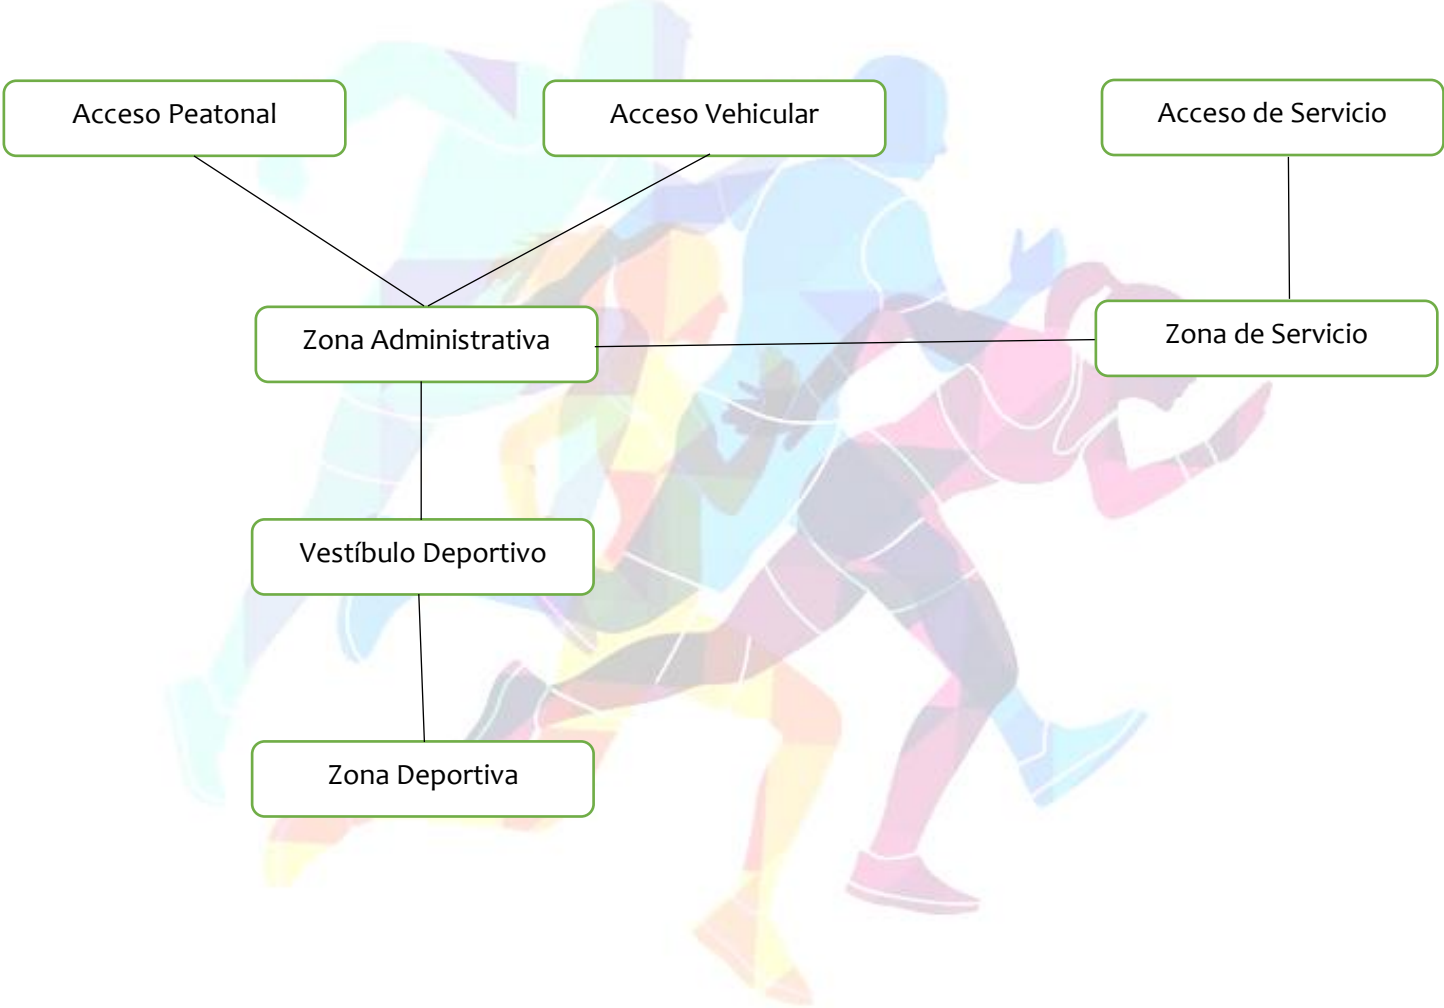 Acceso Peatonal
Acceso Vehicular
Acceso de Servicio
Zona Administrativa
Zona de Servicio
Vestíbulo Deportivo
Zona Deportiva